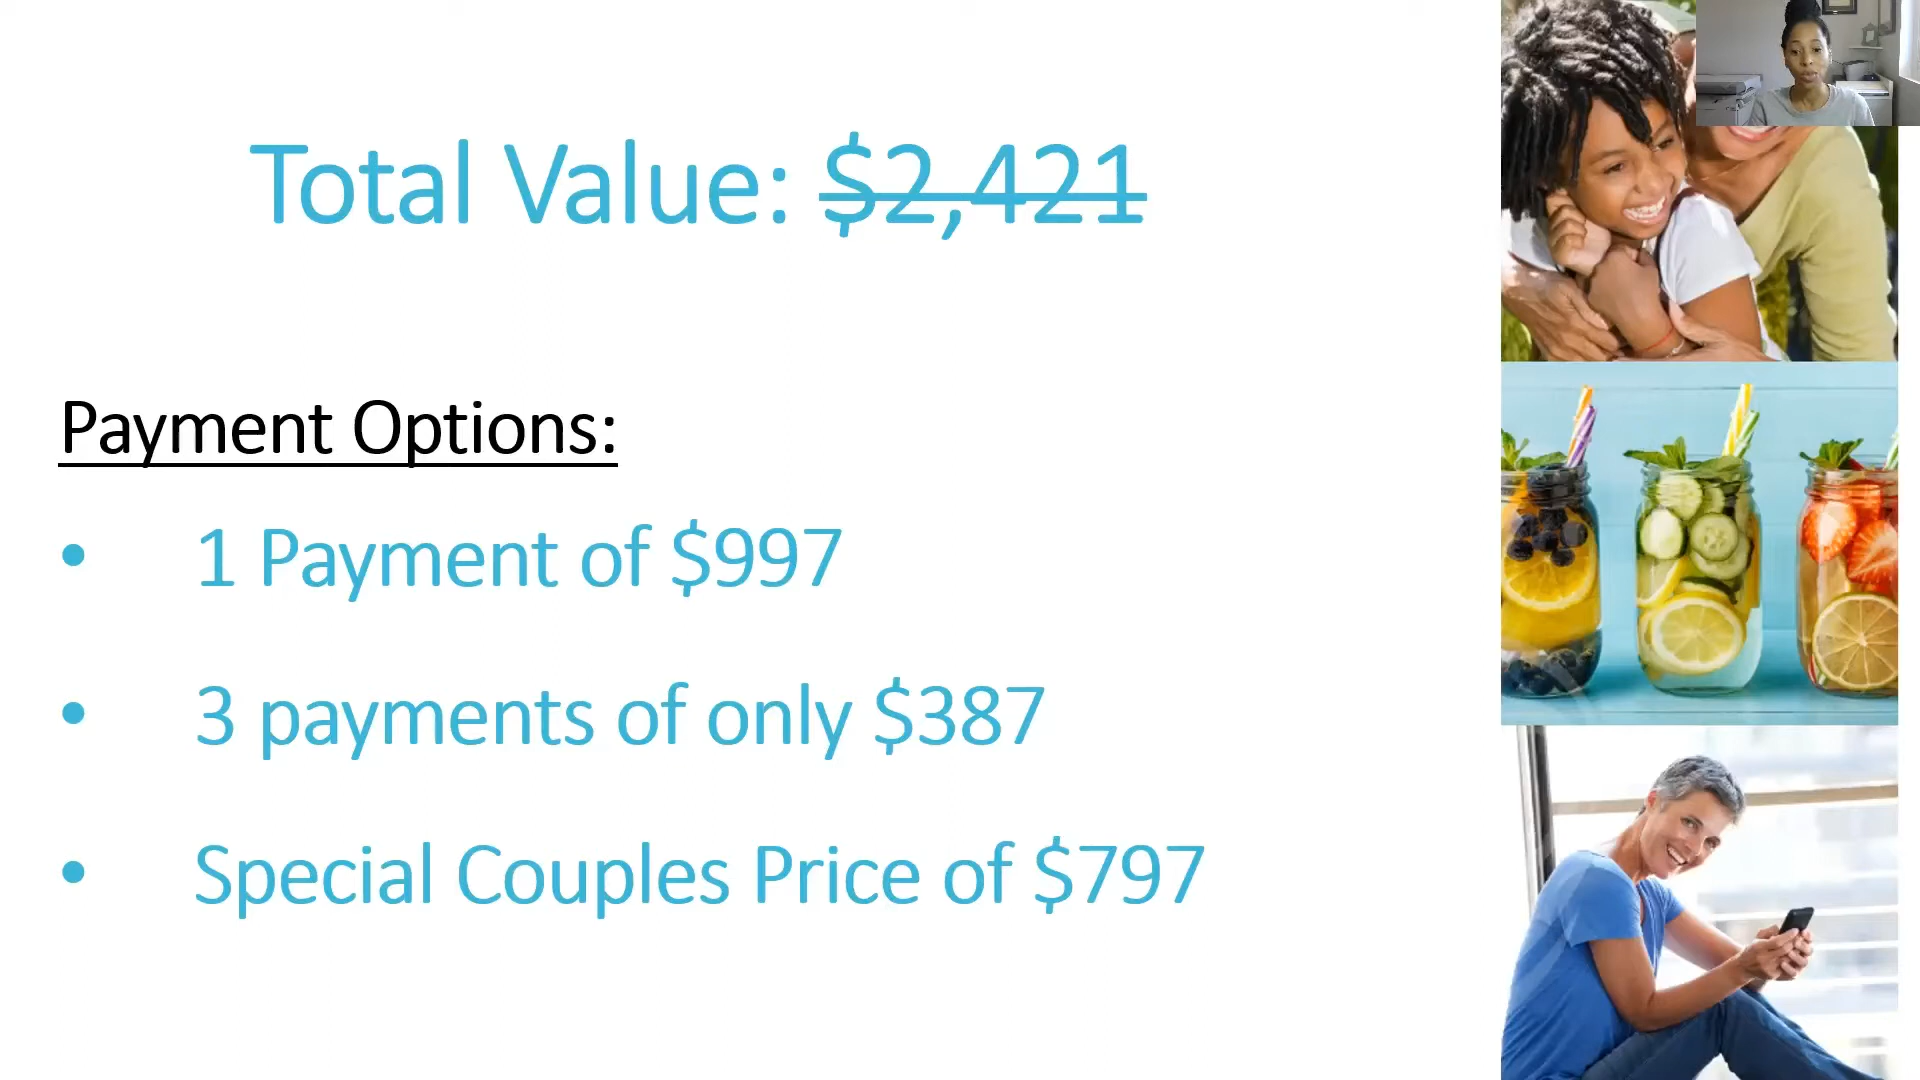 Total Value: $2,421
Payment Options:
• 1 Payment of $997
• 3 payments of only $387
• Special Couples Price of $797